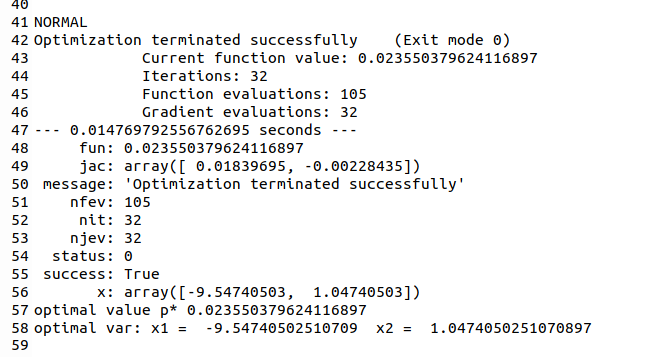 40
41 NORMAL
42 Optimization terminated successfully    (Exit mode 0)
43             Current function value: 0.023550379624116897
44             Iterations: 32
45             Function evaluations: 105
46             Gradient evaluations: 32
47 --- 0.014769792556762695 seconds ---
48      fun: 0.023550379624116897
49      jac: array([ 0.01839695, -0.00228435])
50  message: 'Optimization terminated successfully'
51     nfev: 105
52      nit: 32
53     njev: 32
54   status: 0
55  success: True
56        x: array([-9.54740503,  1.04740503])
57 optimal value p* 0.023550379624116897
58 optimal var: x1 =  -9.54740502510709  x2 =  1.0474050251070897
59